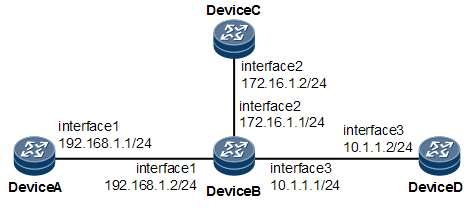 DeviceC
interface2
172.16.1.2/24
interface2
172.16.1.1/24
interface1
192.168.1.1/24
interface3
10.1.1.2/24
DeviceA
interface1
192.168.1.2/24
DeviceB
interface3
10.1.1.1/24
DeviceD